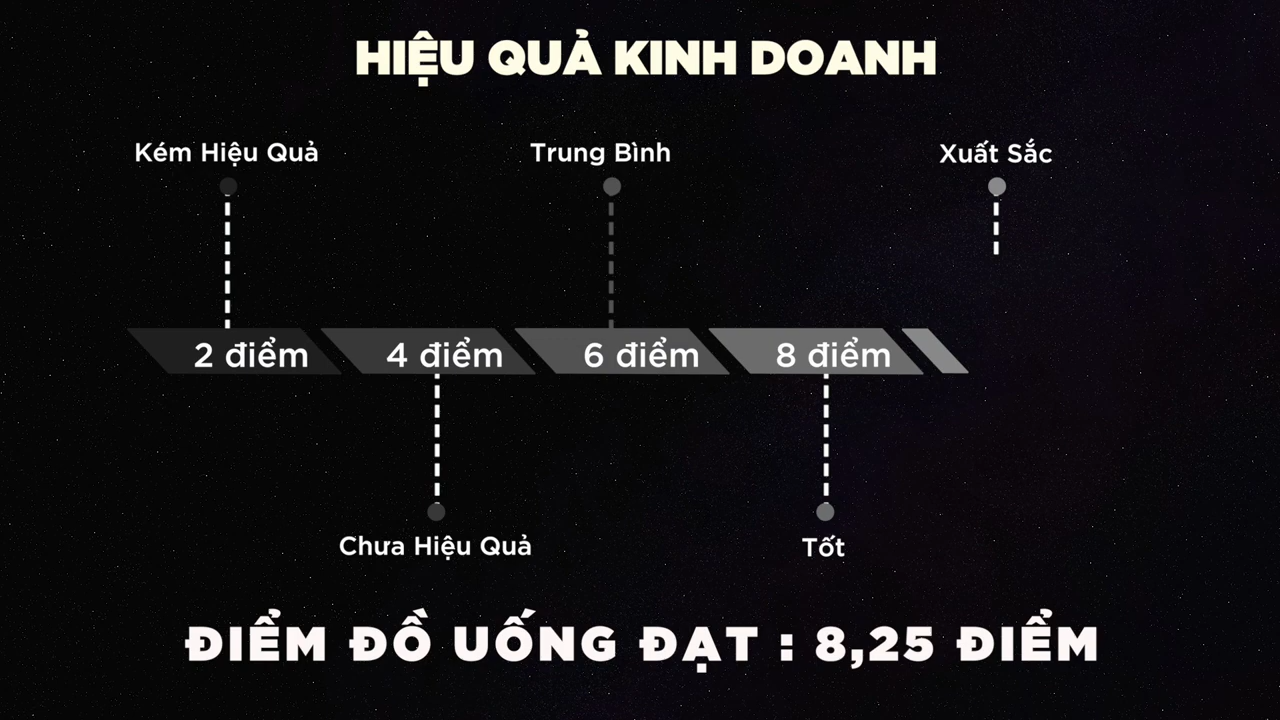 HIỆU QUẢ KINH DOANH
Kém Hiệu Quả
Trung Bình
Xuất Sắc
2 điểm
4 điểm
6 điểm
8 điểm
Chưa Hiệu Quả
Tốt
ĐIỂM ĐỒ UỐNG ĐẠT : 8,25 ĐIỂM